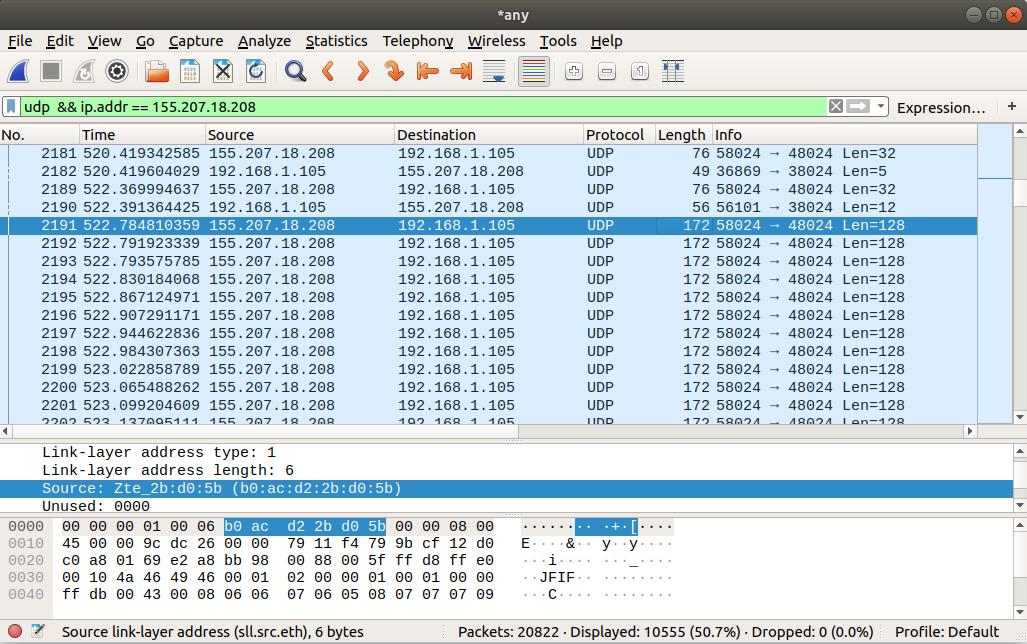 *any
File Edit View Go Capture Analyze Statistics Telephony Wireless Tools Help
udp  && ip.addr == 155.207.18.208 Expression… +
No. Time Source Destination Protocol Length Info
2181 520.419342585 155.207.18.208 192.168.1.105 UDP 76 58024 → 48024 Len=32
2182 520.419604029 192.168.1.105 155.207.18.208 UDP 49 36869 → 38024 Len=5
2189 522.369994637 155.207.18.208 192.168.1.105 UDP 76 58024 → 48024 Len=32
2190 522.391364425 192.168.1.105 155.207.18.208 UDP 56 56101 → 38024 Len=12
2191 522.784810359 155.207.18.208 192.168.1.105 UDP 172 58024 → 48024 Len=128
2192 522.791923339 155.207.18.208 192.168.1.105 UDP 172 58024 → 48024 Len=128
2193 522.793575785 155.207.18.208 192.168.1.105 UDP 172 58024 → 48024 Len=128
2194 522.830184068 155.207.18.208 192.168.1.105 UDP 172 58024 → 48024 Len=128
2195 522.867124971 155.207.18.208 192.168.1.105 UDP 172 58024 → 48024 Len=128
2196 522.907291171 155.207.18.208 192.168.1.105 UDP 172 58024 → 48024 Len=128
2197 522.944622836 155.207.18.208 192.168.1.105 UDP 172 58024 → 48024 Len=128
2198 522.984307363 155.207.18.208 192.168.1.105 UDP 172 58024 → 48024 Len=128
2199 523.022858789 155.207.18.208 192.168.1.105 UDP 172 58024 → 48024 Len=128
2200 523.065488262 155.207.18.208 192.168.1.105 UDP 172 58024 → 48024 Len=128
2201 523.099204609 155.207.18.208 192.168.1.105 UDP 172 58024 → 48024 Len=128
2202 523.137095111 155.207.18.208 192.168.1.105 UDP 172 58024 → 48024 Len=128
Link-layer address type: 1
Link-layer address length: 6
Source: Zte_2b:d0:5b (b0:ac:d2:2b:d0:5b)
Unused: 0000
0000 00 00 00 01 00 06 b0 ac d2 2b d0 5b 00 00 08 00 ········ ·+·[····
0010 45 00 00 9c dc 26 00 00 79 11 f4 79 9b cf 12 d0 E····&·· y··y····
0020 c0 a8 01 69 e2 a8 bb 98 00 88 00 5f ff d8 ff e0 ···i···· ···_····
0030 00 10 4a 46 49 46 00 01 02 00 00 01 00 01 00 00 ··JFIF·· ········
0040 ff db 00 43 00 08 06 06 07 06 05 08 07 07 07 09 ···C···· ········
Source link-layer address (sll.src.eth), 6 bytes Packets: 20822 · Displayed: 10555 (50.7%) · Dropped: 0 (0.0%) Profile: Default